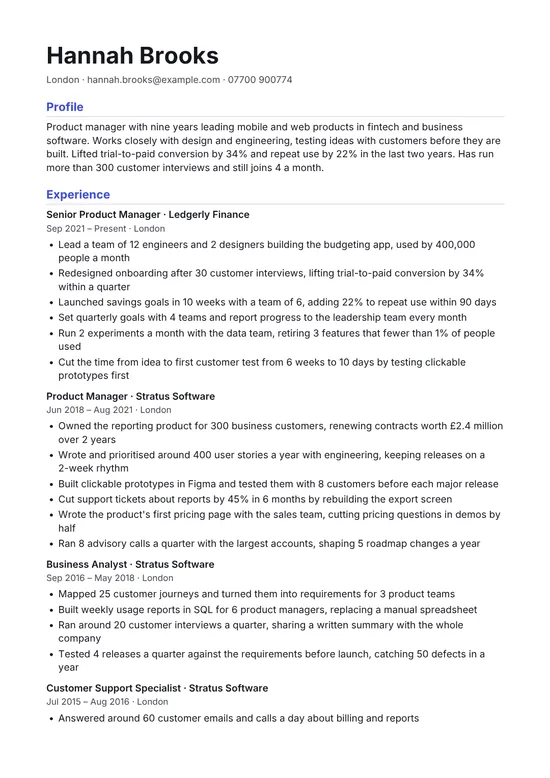 Hannah Brooks
London · hannah.brooks@example.com · 07700 900774
Profile
Product manager with nine years leading mobile and web products in fintech and business
software. Works closely with design and engineering, testing ideas with customers before they are
built. Lifted trial-to-paid conversion by 34% and repeat use by 22% in the last two years. Has run
more than 300 customer interviews and still joins 4 a month.
Experience
Senior Product Manager · Ledgerly Finance
Sep 2021 – Present · London
• Lead a team of 12 engineers and 2 designers building the budgeting app, used by 400,000
people a month
• Redesigned onboarding after 30 customer interviews, lifting trial-to-paid conversion by 34%
within a quarter
• Launched savings goals in 10 weeks with a team of 6, adding 22% to repeat use within 90 days
• Set quarterly goals with 4 teams and report progress to the leadership team every month
• Run 2 experiments a month with the data team, retiring 3 features that fewer than 1% of people
used
• Cut the time from idea to first customer test from 6 weeks to 10 days by testing clickable
prototypes first
Product Manager · Stratus Software
Jun 2018 – Aug 2021 · London
• Owned the reporting product for 300 business customers, renewing contracts worth £2.4 million
over 2 years
• Wrote and prioritised around 400 user stories a year with engineering, keeping releases on a
2-week rhythm
• Built clickable prototypes in Figma and tested them with 8 customers before each major release
• Cut support tickets about reports by 45% in 6 months by rebuilding the export screen
• Wrote the product's first pricing page with the sales team, cutting pricing questions in demos by
half
• Ran 8 advisory calls a quarter with the largest accounts, shaping 5 roadmap changes a year
Business Analyst · Stratus Software
Sep 2016 – May 2018 · London
• Mapped 25 customer journeys and turned them into requirements for 3 product teams
• Built weekly usage reports in SQL for 6 product managers, replacing a manual spreadsheet
• Ran around 20 customer interviews a quarter, sharing a written summary with the whole
company
• Tested 4 releases a quarter against the requirements before launch, catching 50 defects in a
year
Customer Support Specialist · Stratus Software
Jul 2015 – Aug 2016 · London
• Answered around 60 customer emails and calls a day about billing and reports